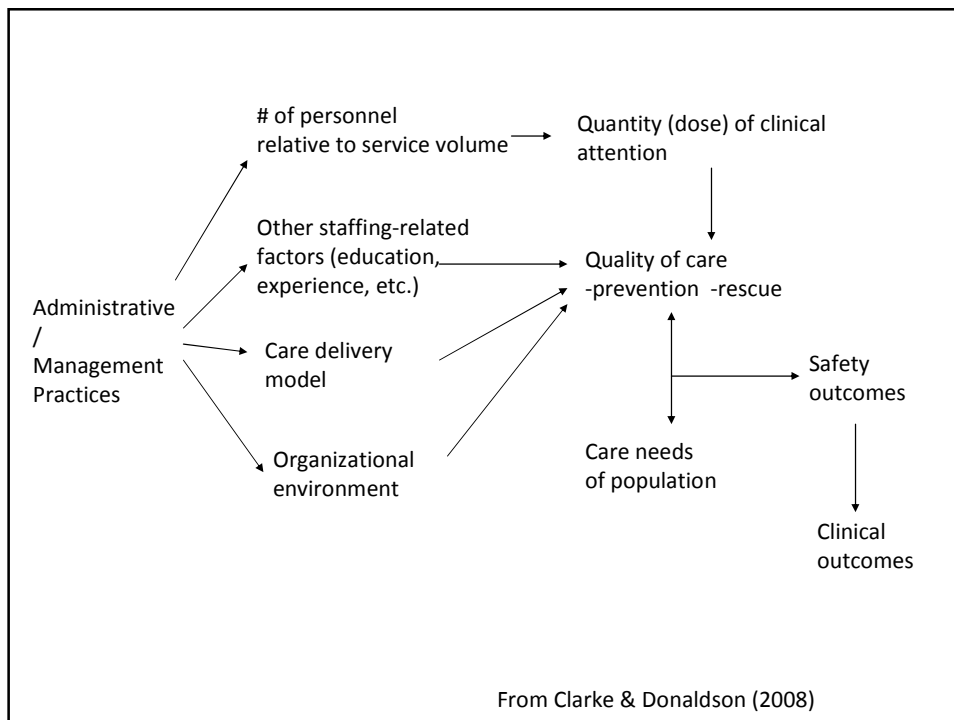 # of personnel
relative to service volume
Quantity (dose) of clinical
attention
Other staffing-related
factors (education,
experience, etc.)
Quality of care
-prevention -rescue
Administrative
/
Management
Practices
Care delivery
model
Safety
outcomes
Organizational
environment
Care needs
of population
Clinical
outcomes
From Clarke & Donaldson (2008)